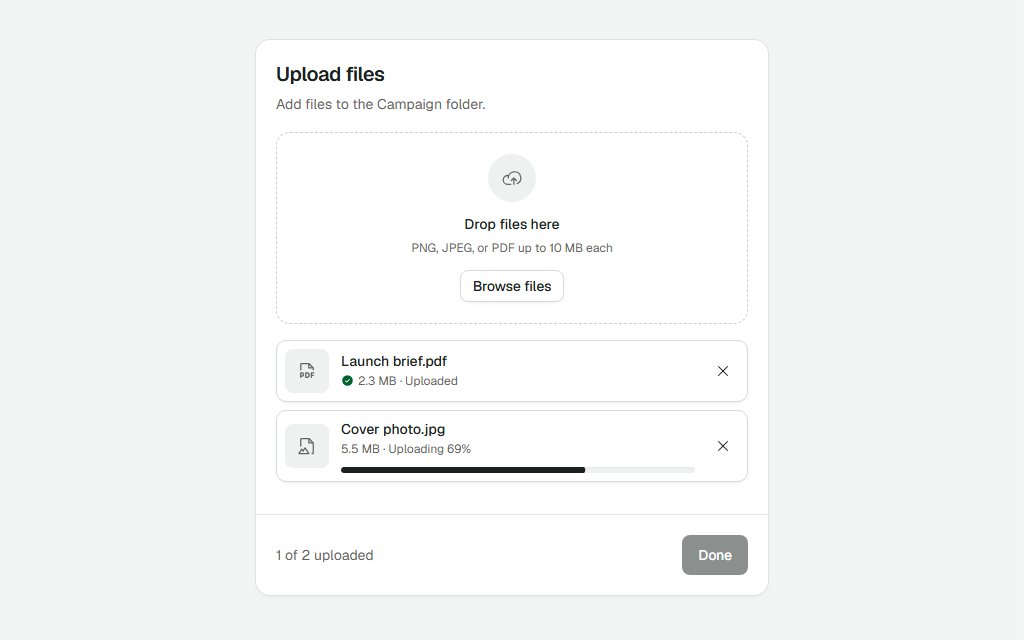 Upload files
Add files to the Campaign folder.
Drop files here
PNG, JPEG, or PDF up to 10 MB each
Browse files
PDF
Launch brief.pdf
2.3 MB · Uploaded
Cover photo.jpg
5.5 MB · Uploading 69%
1 of 2 uploaded
Done